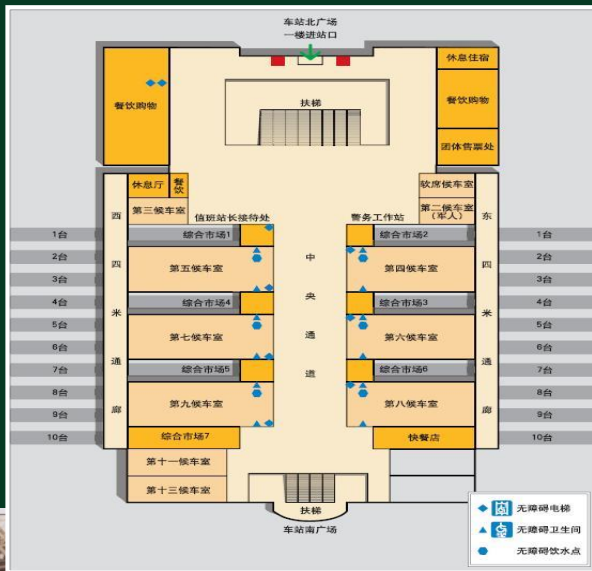 车站北广场
一楼进站口
休息住宿
餐饮购物
扶梯
餐饮购物
团体售票处
休息厅
餐饮
软席候车室
第三候车室
值班站长接待处
警务工作站
第二候车室
(军人)
西四米通廊
东四米通廊
中央通道
1台
综合市场1
综合市场2
1台
2台
第五候车室
第四候车室
2台
3台
3台
4台
综合市场4
综合市场3
4台
5台
第七候车室
第六候车室
5台
6台
6台
7台
综合市场5
综合市场6
7台
8台
第九候车室
第八候车室
8台
9台
9台
10台
综合市场7
快餐店
10台
第十一候车室
第十三候车室
扶梯
车站南广场
无障碍电梯
无障碍卫生间
无障碍饮水点